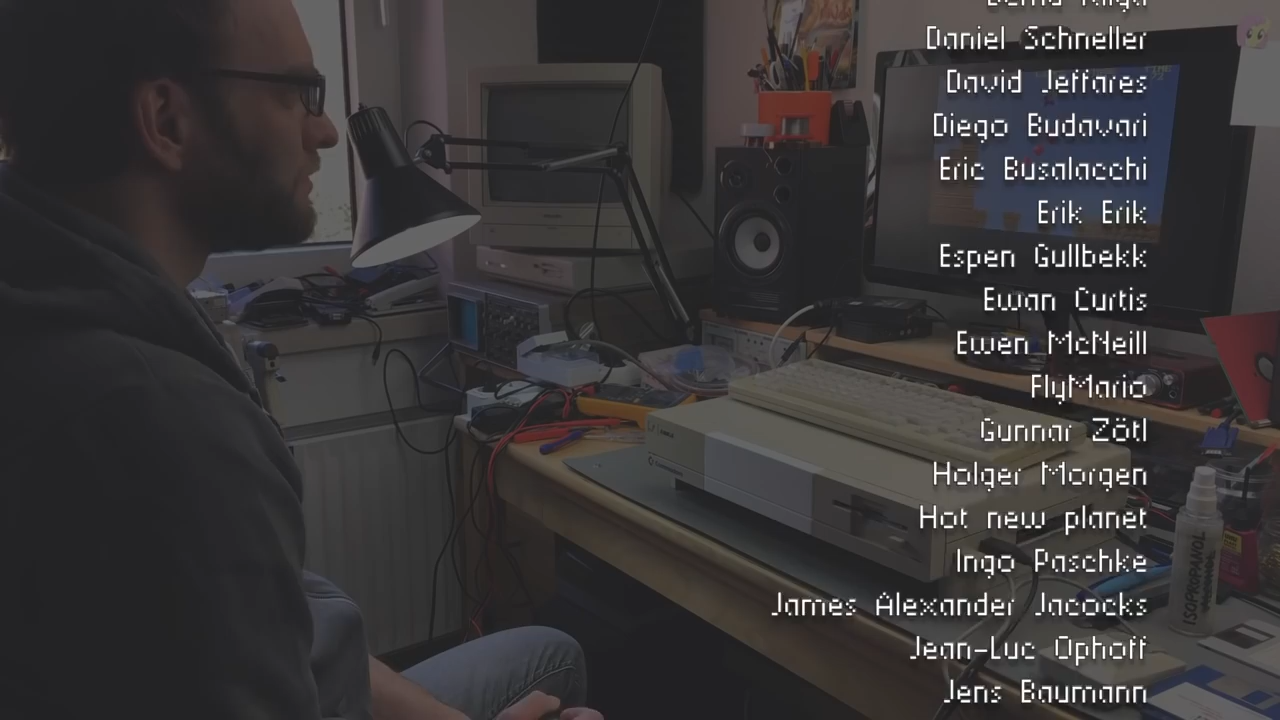 Daniel Schneller
David Jeffares
Diego Budavari
Eric Busalacchi
Erik Erik
Espen Gullbekk
Ewan Curtis
Ewen McNeill
FlyMario
Gunnar Zötl
Holger Morgen
Hot new planet
Ingo Paschke
James Alexander Jacocks
Jean-Luc Ophoff
Jens Baumann
ISOPROPANOL